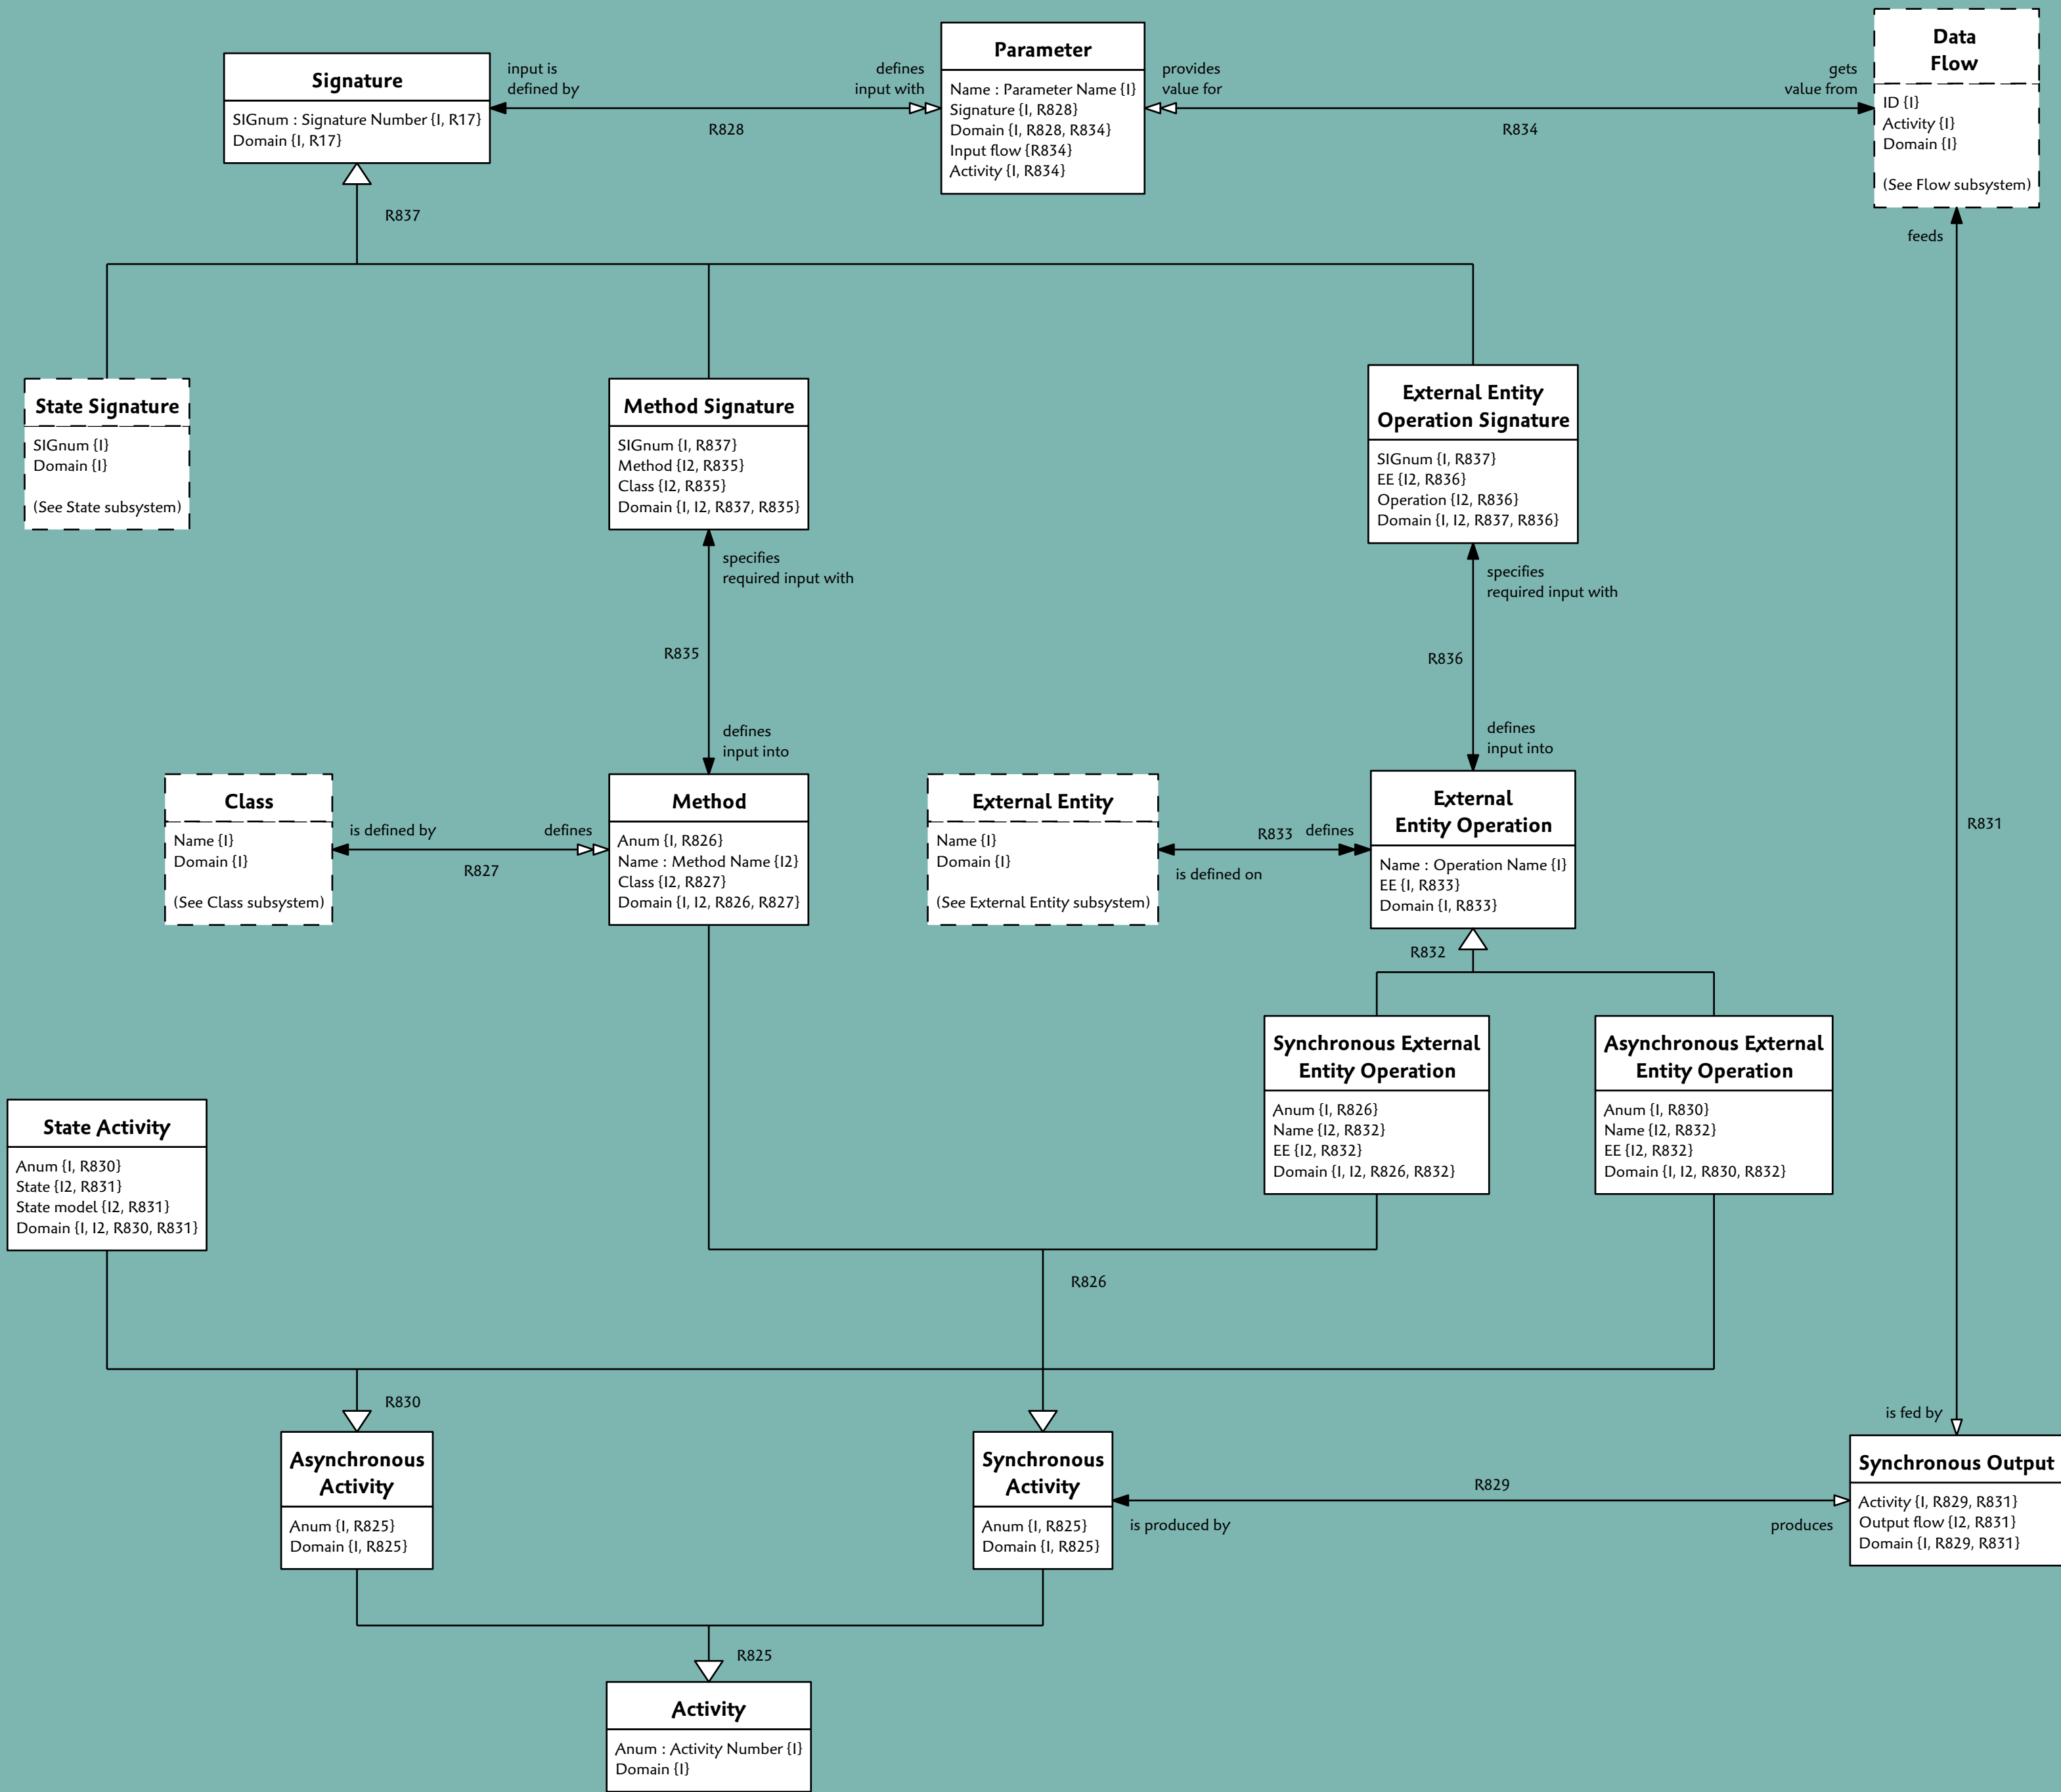 Signature
SIGnum : Signature Number {I, R17}
Domain {I, R17}
input is
defined by
R828
defines
input with
Parameter
Name : Parameter Name {I}
Signature {I, R828}
Domain {I, R828, R834}
Input flow {R834}
Activity {I, R834}
provides
value for
R834
gets
value from
Data
Flow
ID {I}
Activity {I}
Domain {I}
(See Flow subsystem)
feeds
R837
State Signature
SIGnum {I}
Domain {I}
(See State subsystem)
Method Signature
SIGnum {I, R837}
Method {I2, R835}
Class {I2, R835}
Domain {I, I2, R837, R835}
External Entity
Operation Signature
SIGnum {I, R837}
EE {I2, R836}
Operation {I2, R836}
Domain {I, I2, R837, R836}
specifies
required input with
R835
defines
input into
specifies
required input with
R836
defines
input into
Class
Name {I}
Domain {I}
(See Class subsystem)
is defined by
R827
defines
Method
Anum {I, R826}
Name : Method Name {I2}
Class {I2, R827}
Domain {I, I2, R826, R827}
External Entity
Name {I}
Domain {I}
(See External Entity subsystem)
R833
defines
is defined on
External
Entity Operation
Name : Operation Name {I}
EE {I, R833}
Domain {I, R833}
R831
R832
Synchronous External
Entity Operation
Anum {I, R826}
Name {I2, R832}
EE {I2, R832}
Domain {I, I2, R826, R832}
Asynchronous External
Entity Operation
Anum {I, R830}
Name {I2, R832}
EE {I2, R832}
Domain {I, I2, R830, R832}
State Activity
Anum {I, R830}
State {I2, R831}
State model {I2, R831}
Domain {I, I2, R830, R831}
R826
R830
Asynchronous
Activity
Anum {I, R825}
Domain {I, R825}
Synchronous
Activity
Anum {I, R825}
Domain {I, R825}
R829
is produced by
produces
is fed by
Synchronous Output
Activity {I, R829, R831}
Output flow {I2, R831}
Domain {I, R829, R831}
R825
Activity
Anum : Activity Number {I}
Domain {I}